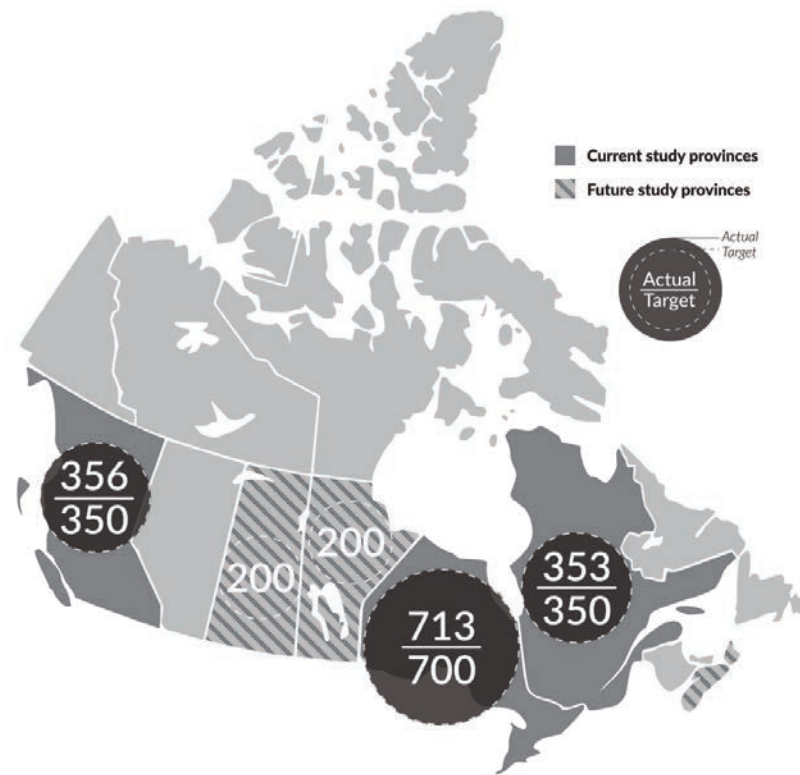 Current study provinces
Future study provinces
Actual
Target
Actual
Target
356
350
200
200
353
350
713
700